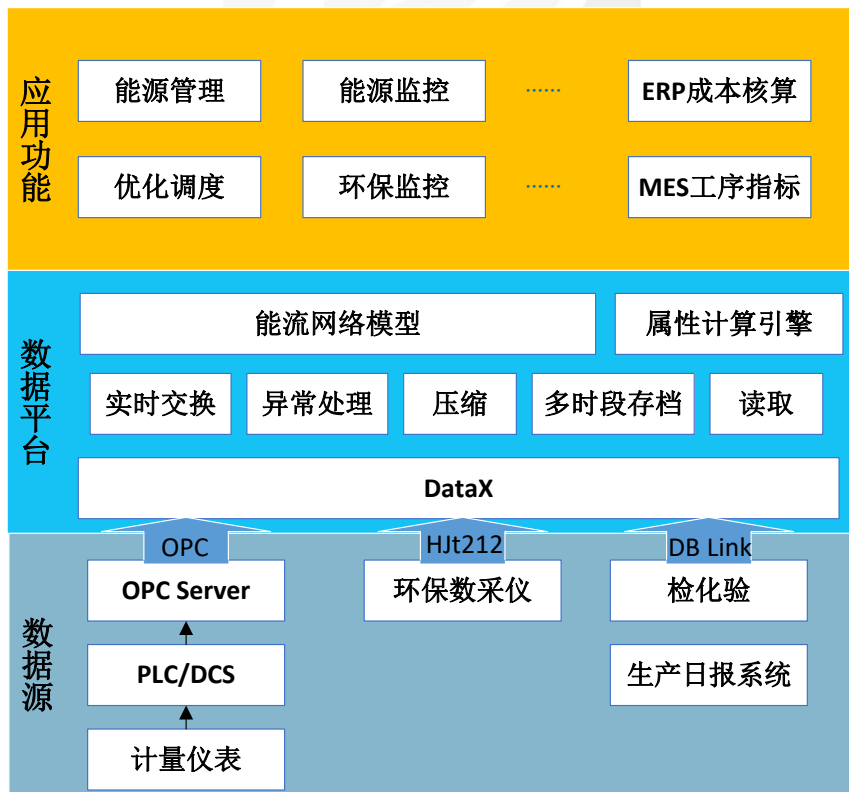 应用功能
能源管理
能源监控
……
ERP成本核算
优化调度
环保监控
……
MES工序指标
数据平台
能流网络模型
属性计算引擎
实时交换
异常处理
压缩
多时段存档
读取
DataX
数据源
OPC
HJt212
DB Link
OPC Server
环保数采仪
检化验
PLC/DCS
生产日报系统
计量仪表